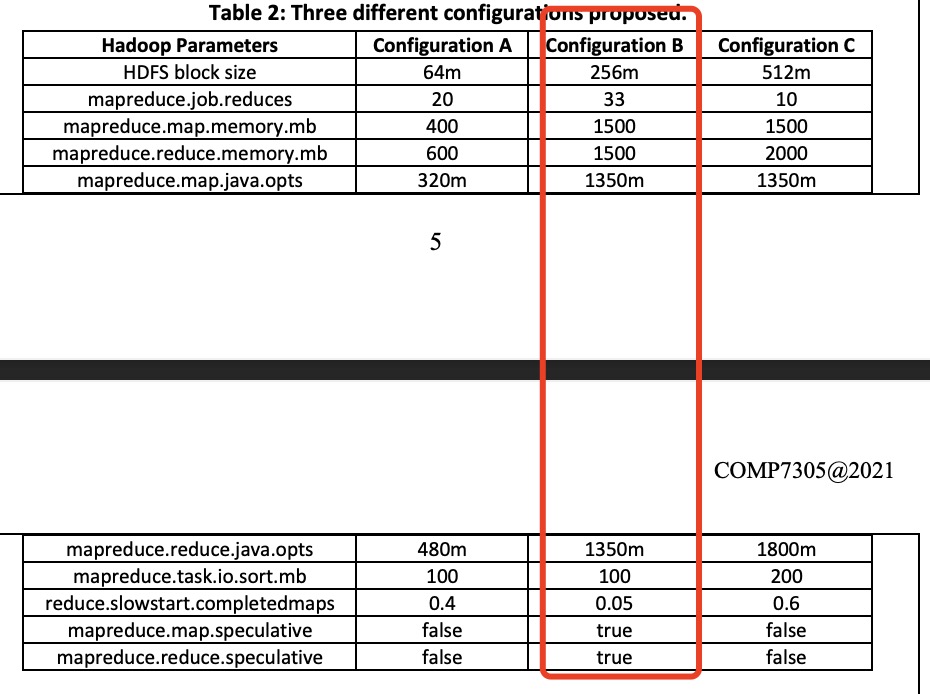 Table 2: Three different configurations proposed.
Hadoop Parameters Configuration A Configuration B Configuration C
HDFS block size 64m 256m 512m
mapreduce.job.reduces 20 33 10
mapreduce.map.memory.mb 400 1500 1500
mapreduce.reduce.memory.mb 600 1500 2000
mapreduce.map.java.opts 320m 1350m 1350m
5
COMP7305@2021
mapreduce.reduce.java.opts 480m 1350m 1800m
mapreduce.task.io.sort.mb 100 100 200
reduce.slowstart.completedmaps 0.4 0.05 0.6
mapreduce.map.speculative false true false
mapreduce.reduce.speculative false true false